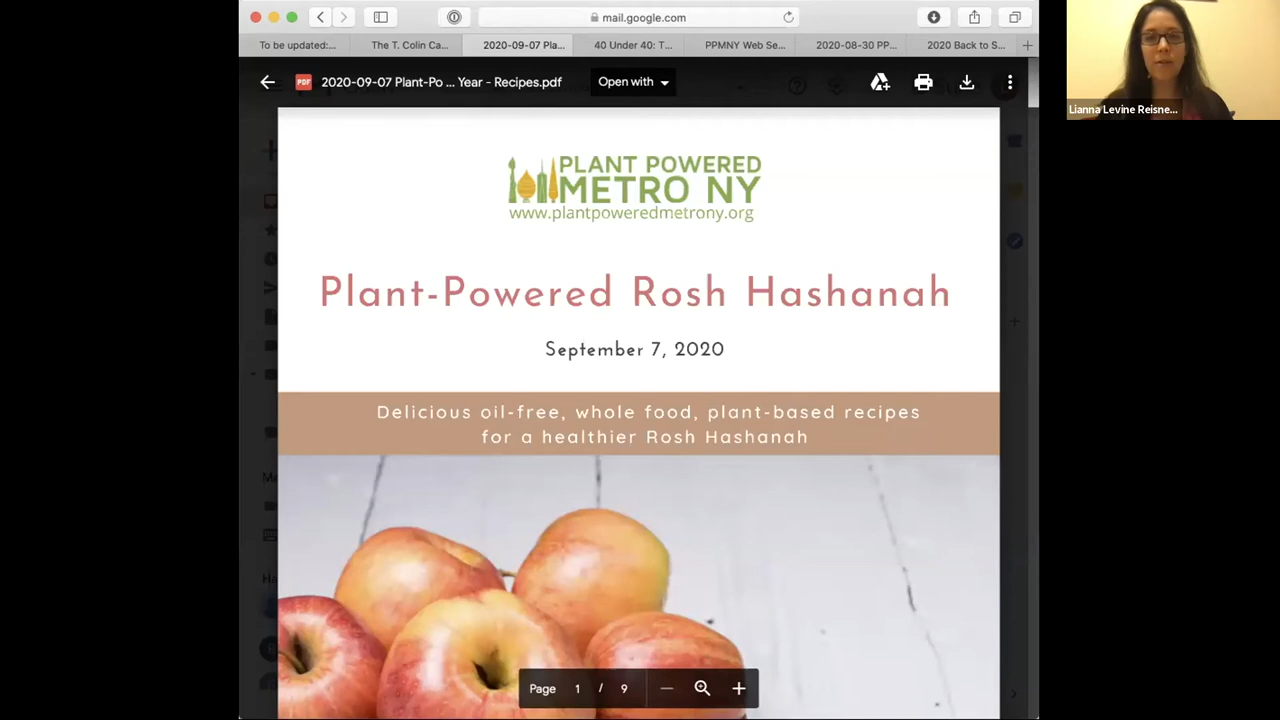 mail.google.com
To be updated:...
The T. Colin Ca...
2020-09-07 Pla...
40 Under 40: T...
PPMNY Web Se...
2020-08-30 PP...
2020 Back to S...
PDF
2020-09-07 Plant-Po ... Year - Recipes.pdf
Open with
Lianna Levine Reisne...
PLANT POWERED
METRO NY
www.plantpoweredmetrony.org
Plant-Powered Rosh Hashanah
September 7, 2020
Delicious oil-free, whole food, plant-based recipes
for a healthier Rosh Hashanah
Page 1 / 9